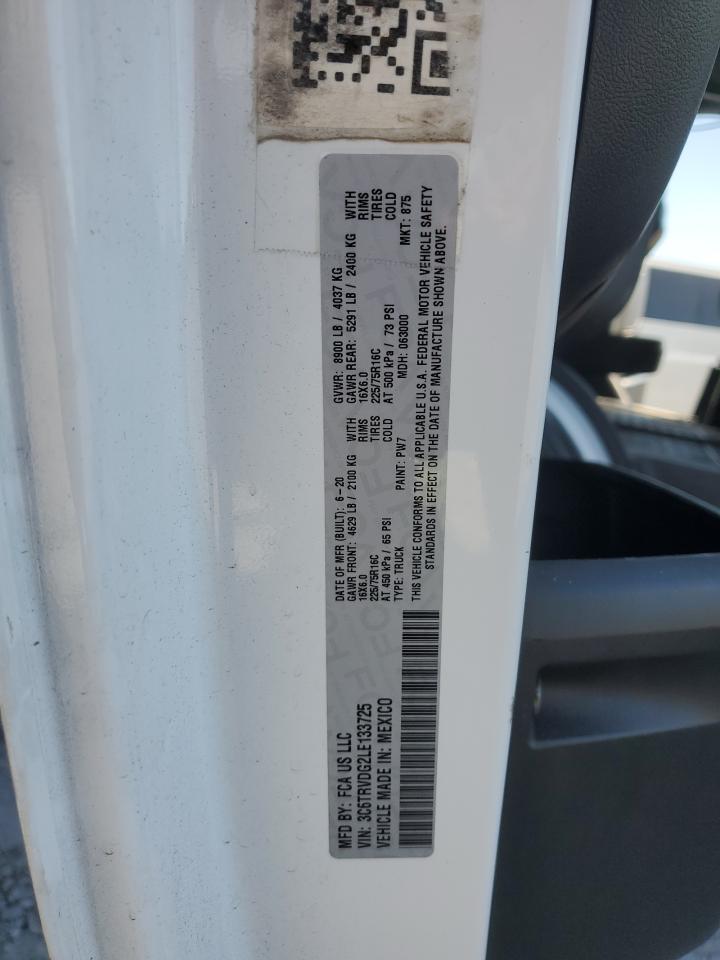 MFD BY: FCA US LLC
VIN: 3C6TRVDG2LE133725
VEHICLE MADE IN: MEXICO
DATE OF MFR (BUILT): 6-20 GVWR: 8900 LB / 4037 KG
GAWR FRONT: 4629 LB / 2100 KG WITH GAWR REAR: 5291 LB / 2400 KG WITH
16X6.0 RIMS 16X6.0 RIMS
225/75R16C TIRES 225/75R16C TIRES
AT 450 kPa / 65 PSI COLD AT 500 kPa / 73 PSI COLD
TYPE: TRUCK PAINT: PW7 MDH: 063000 MKT: 875
THIS VEHICLE CONFORMS TO ALL APPLICABLE U.S.A. FEDERAL MOTOR VEHICLE SAFETY
STANDARDS IN EFFECT ON THE DATE OF MANUFACTURE SHOWN ABOVE.